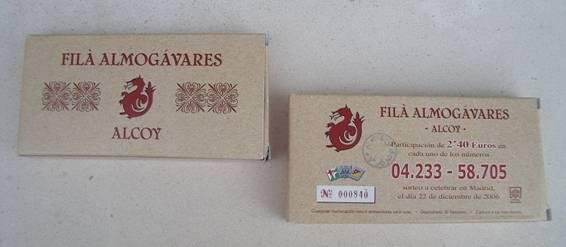 FILÀ ALMOGÁVARES
ALCOY
FILÀ ALMOGÁVARES
- ALCOY -
Participación de 2'40 Euros en
cada uno de los números
04.233 - 58.705
sorteo a celebrar en Madrid,
el día 22 de diciembre de 2006
Nº 000840